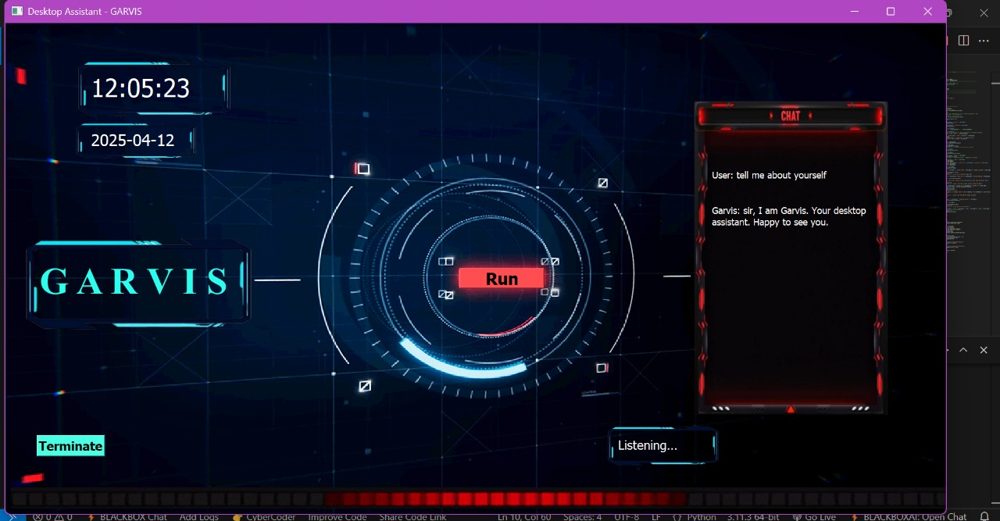 Desktop Assistant - GARVIS
12:05:23
2025-04-12
CHAT
User: tell me about yourself
Garvis: sir, I am Garvis. Your desktop
assistant. Happy to see you.
GARVIS
Run
Terminate
Listening...
0 0 BLACKBOX Chat Add Logs CyberCoder Improve Code Share Code Link Ln 10, Col 60 Spaces: 4 UTF-8 LF {} Python 3.11.3 64-bit Go Live BLACKBOXAI: Open Chat